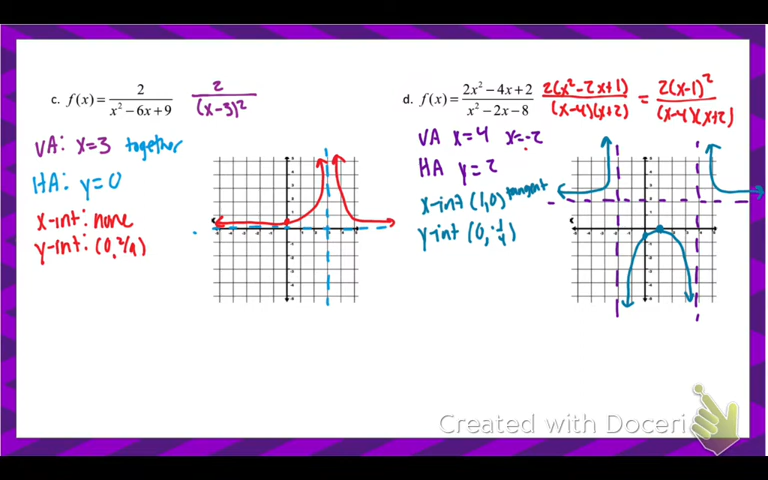 c. f(x) = 2 / (x² − 6x + 9)   2 / (x-3)²
VA: x=3 together
HA: y=0
x-int: none
y-int: (0, 2/9)
d. f(x) = (2x² − 4x + 2) / (x² − 2x − 8)   2(x²-2x+1) / (x-4)(x+2) = 2(x-1)² / (x-4)(x+2)
VA x=4 x=-2
HA y=2
x-int (1,0) tangent
y-int (0, -1/4)
Created with Doceri